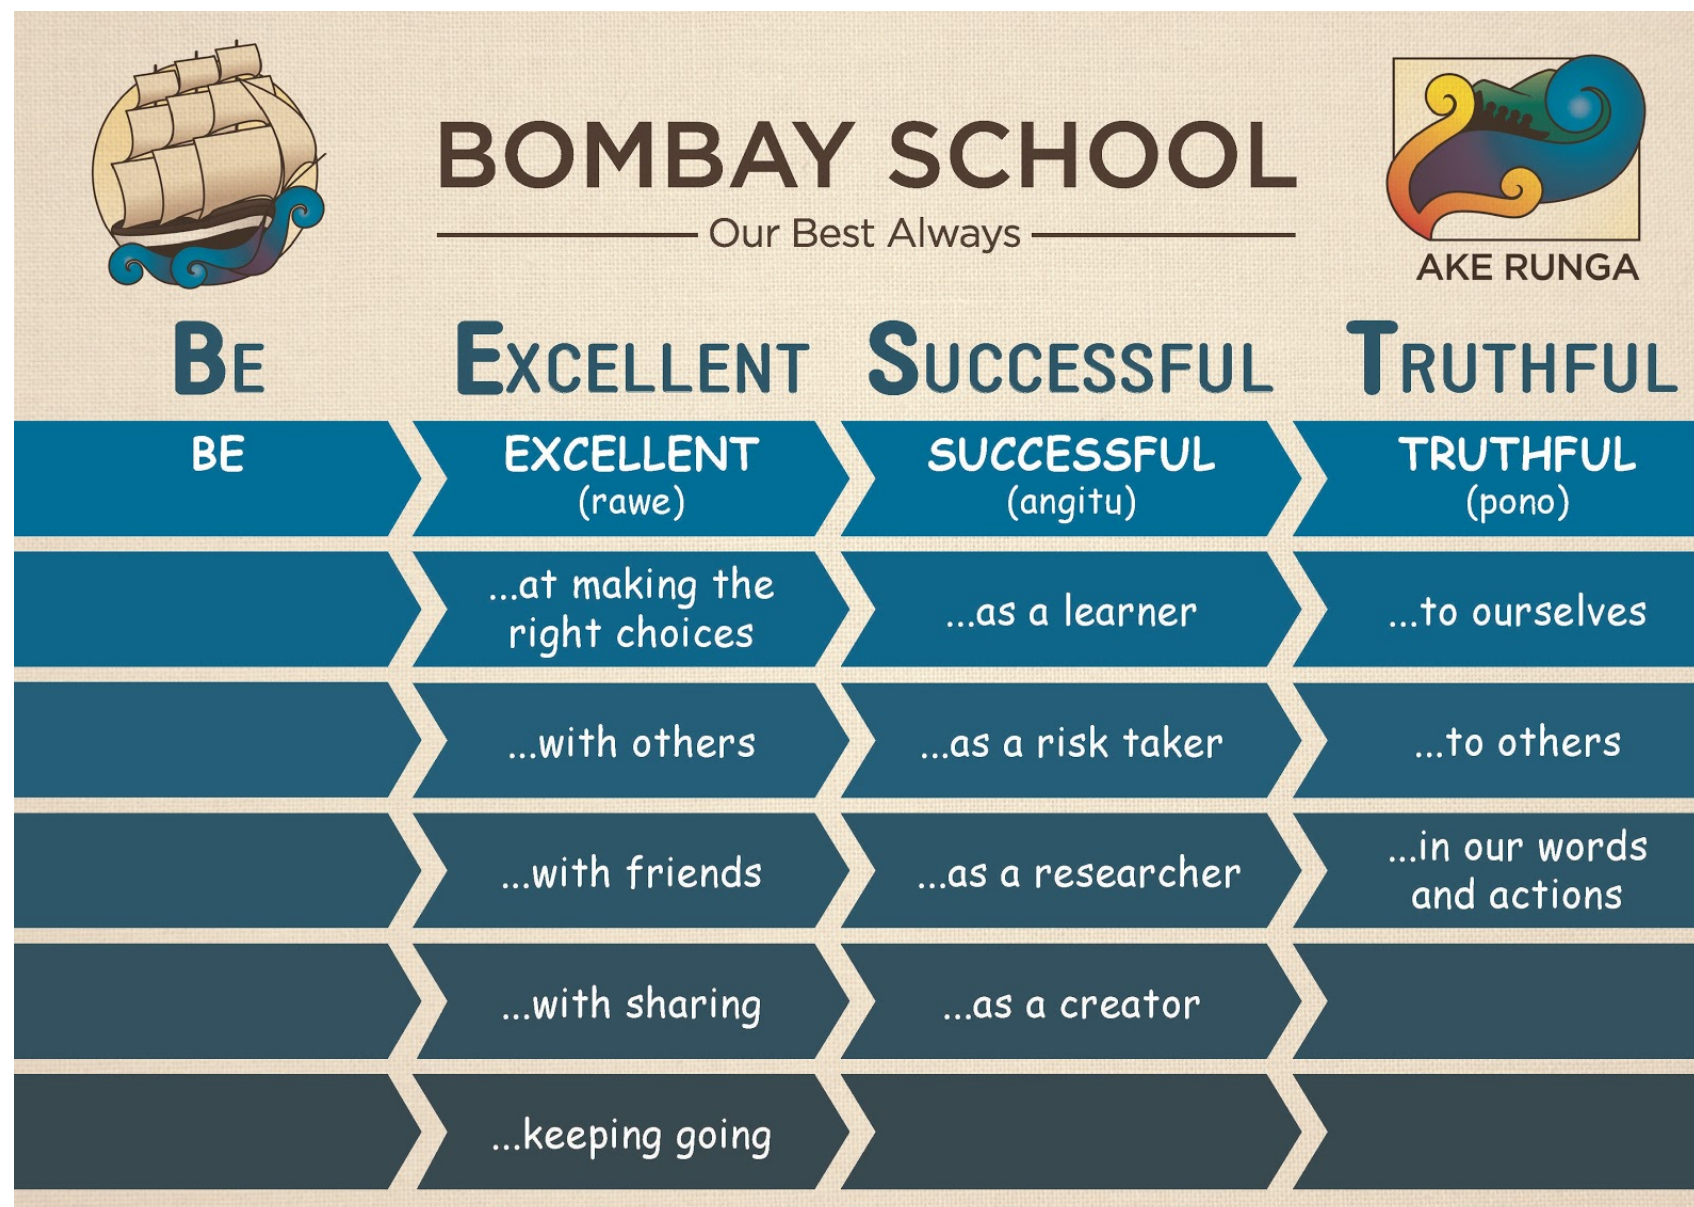 BOMBAY SCHOOL
Our Best Always
AKE RUNGA
BE EXCELLENT SUCCESSFUL TRUTHFUL
BE
EXCELLENT
(rawe)
SUCCESSFUL
(angitu)
TRUTHFUL
(pono)
...at making the
right choices
...as a learner
...to ourselves
...with others
...as a risk taker
...to others
...with friends
...as a researcher
...in our words
and actions
...with sharing
...as a creator
...keeping going